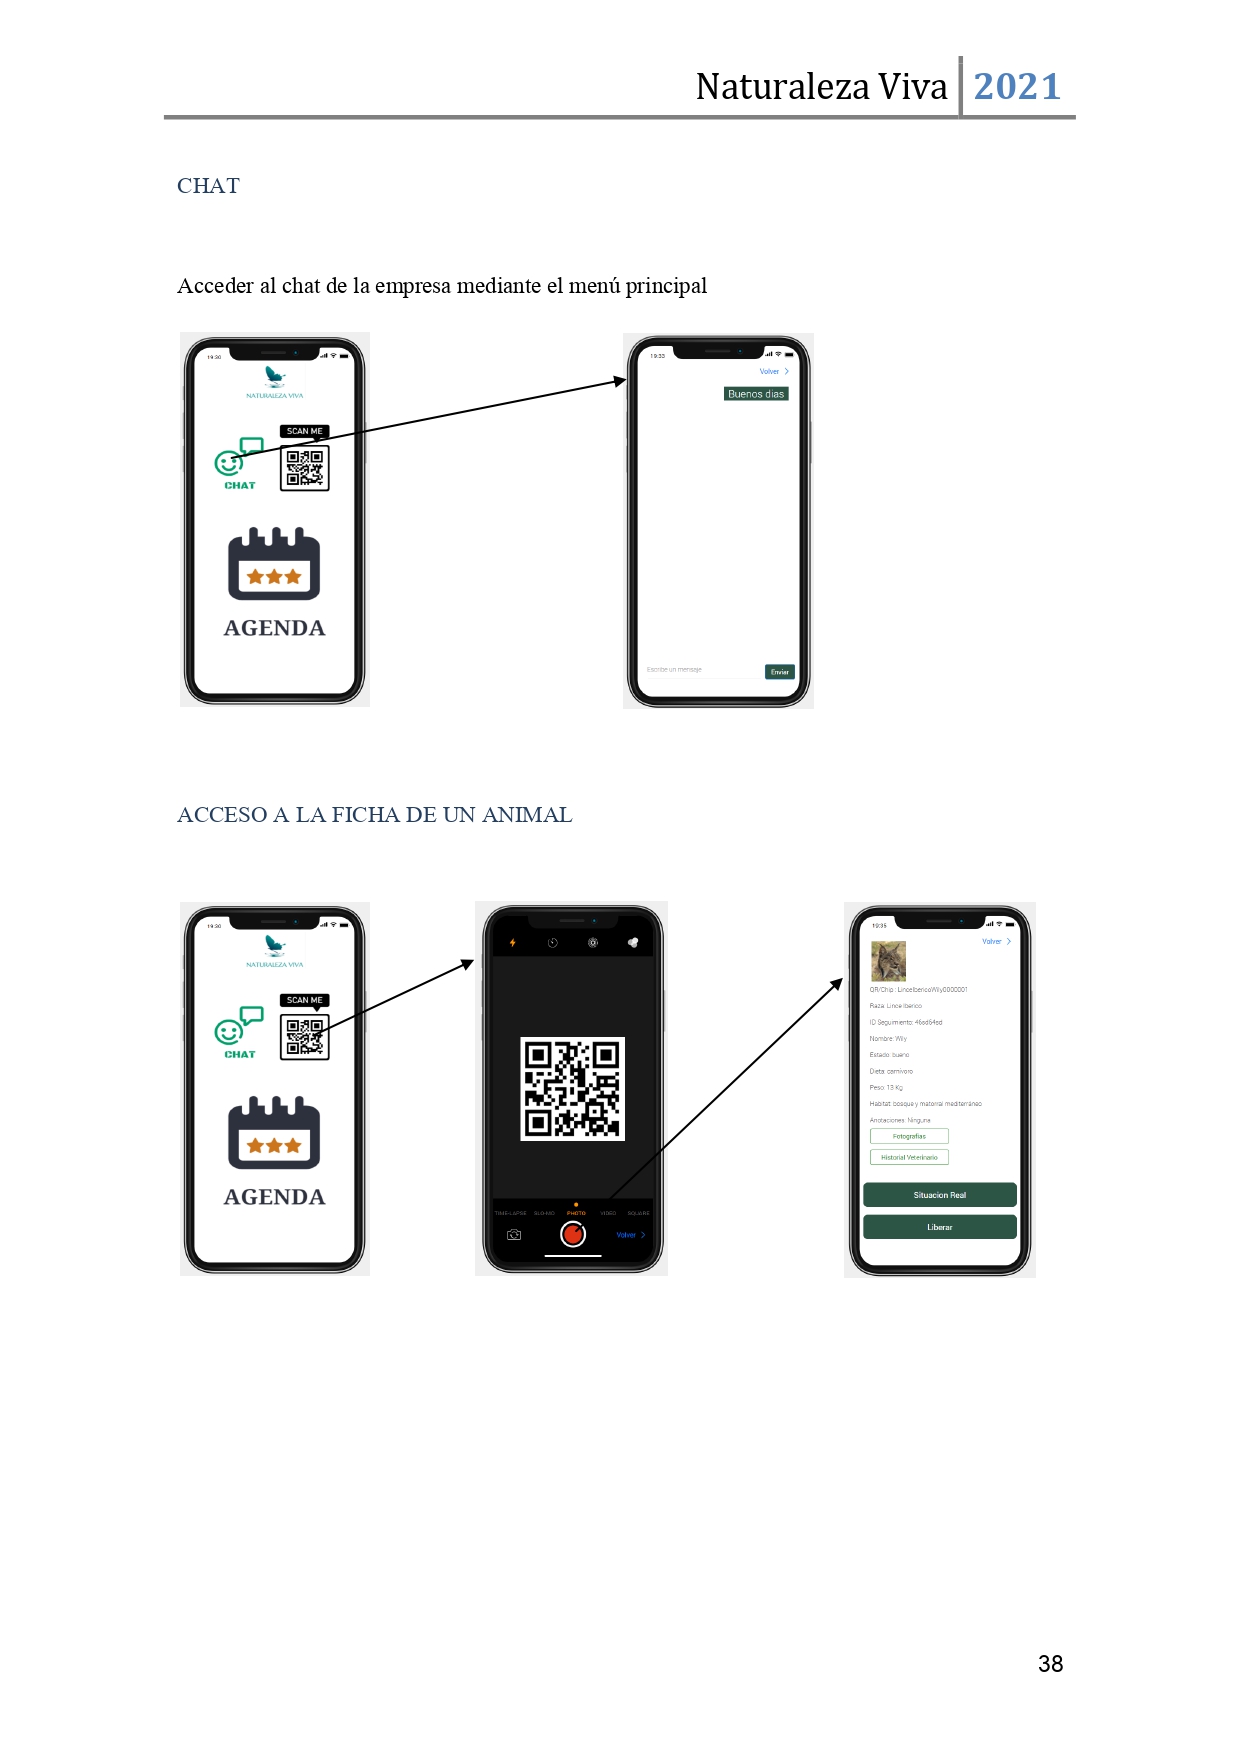 Naturaleza Viva 2021
CHAT
Acceder al chat de la empresa mediante el menú principal
19:30
NATURALEZA VIVA
SCAN ME
CHAT
AGENDA
19:33
Volver
Buenos dias
Escribe un mensaje
Enviar
ACCESO A LA FICHA DE UN ANIMAL
19:30
NATURALEZA VIVA
SCAN ME
CHAT
AGENDA
TIME-LAPSE SLO-MO PHOTO VIDEO SQUARE
Volver
19:35
Volver
QR/Chip : LinceIbericoWily0000001
Raza: Lince Iberico
ID Seguimiento: 46sd64sd
Nombre: Wily
Estado: bueno
Dieta: carnivoro
Peso: 13 Kg
Habitat: bosque y matorral mediterráneo
Anotaciones: Ninguna
Fotografias
Historial Veterinario
Situacion Real
Liberar
38